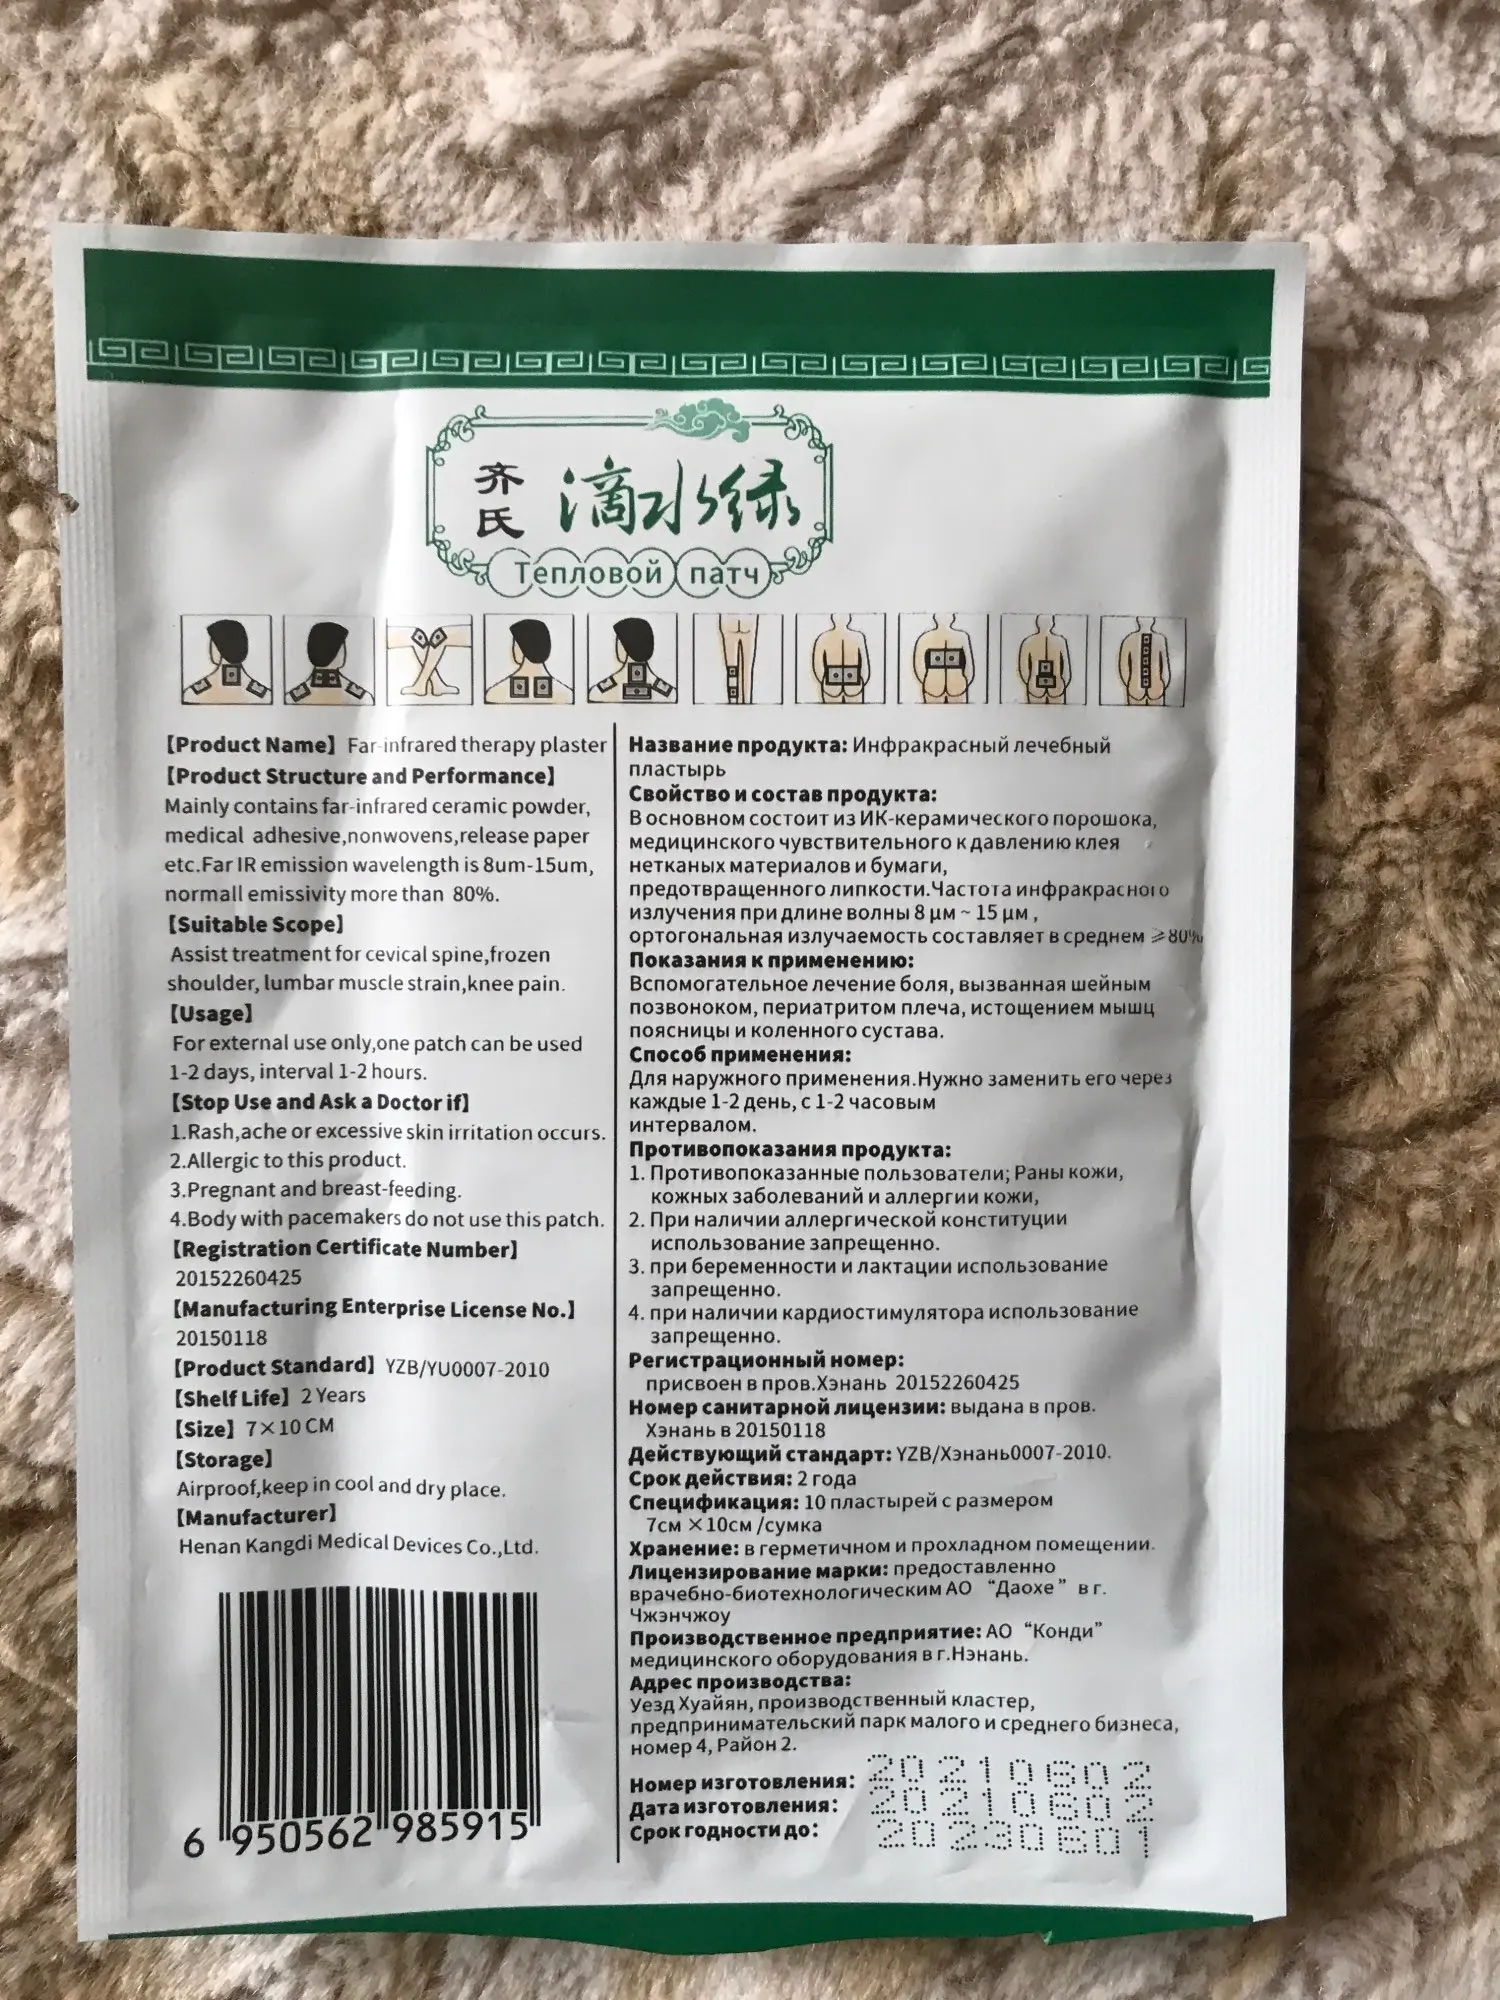 齐氏 滴水绿
Тепловой патч
【Product Name】 Far-infrared therapy plaster
【Product Structure and Performance】
Mainly contains far-infrared ceramic powder,
medical adhesive,nonwovens,release paper
etc.Far IR emission wavelength is 8um-15um,
normall emissivity more than 80%.
【Suitable Scope】
Assist treatment for cevical spine,frozen
shoulder, lumbar muscle strain,knee pain.
【Usage】
For external use only,one patch can be used
1-2 days, interval 1-2 hours.
【Stop Use and Ask a Doctor if】
1.Rash,ache or excessive skin irritation occurs.
2.Allergic to this product.
3.Pregnant and breast-feeding.
4.Body with pacemakers do not use this patch.
【Registration Certificate Number】
20152260425
【Manufacturing Enterprise License No.】
20150118
【Product Standard】 YZB/YU0007-2010
【Shelf Life】 2 Years
【Size】 7×10 CM
【Storage】
Airproof,keep in cool and dry place.
【Manufacturer】
Henan Kangdi Medical Devices Co.,Ltd.
6 950562 985915
Название продукта: Инфракрасный лечебный
пластырь
Свойство и состав продукта:
В основном состоит из ИК-керамического порошока,
медицинского чувствительного к давлению клея
нетканых материалов и бумаги,
предотвращенного липкости.Частота инфракрасного
излучения при длине волны 8 μм ~ 15 μм ,
ортогональная излучаемость составляет в среднем ⩾80%
Показания к применению:
Вспомогательное лечение боля, вызванная шейным
позвоноком, периатритом плеча, истощением мышц
поясницы и коленного сустава.
Способ применения:
Для наружного применения.Нужно заменить его через
каждые 1-2 день, с 1-2 часовым
интервалом.
Противопоказания продукта:
1. Противопоказанные пользователи; Раны кожи,
кожных заболеваний и аллергии кожи,
2. При наличии аллергической конституции
использование запрещенно.
3. при беременности и лактации использование
запрещенно.
4. при наличии кардиостимулятора использование
запрещенно.
Регистрационный номер:
присвоен в пров.Хэнань 20152260425
Номер санитарной лицензии: выдана в пров.
Хэнань в 20150118
Действующий стандарт: YZB/Хэнань0007-2010.
Срок действия: 2 года
Спецификация: 10 пластырей с размером
7см ×10см /сумка
Хранение: в герметичном и прохладном помещении.
Лицензирование марки: предоставленно
врачебно-биотехнологическим АО “Даохе” в г.
Чжэнчжоу
Производственное предприятие: АО “Конди”
медицинского оборудования в г.Нэнань.
Адрес производства:
Уезд Хуайян, производственный кластер,
предпринимательский парк малого и среднего бизнеса,
номер 4, Район 2.
Номер изготовления: 20210602
Дата изготовления: 20210602
Срок годности до: 20230601